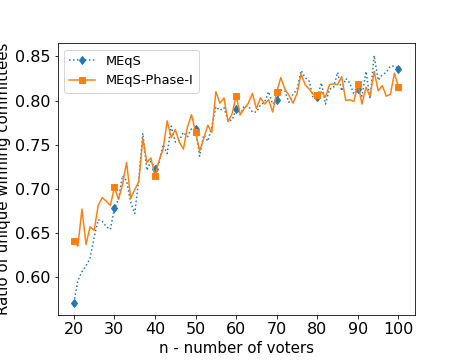 MEqS
MEqS-Phase-I
Ratio of unique winning committees
0.85
0.80
0.75
0.70
0.65
0.60
20 30 40 50 60 70 80 90 100
n - number of voters